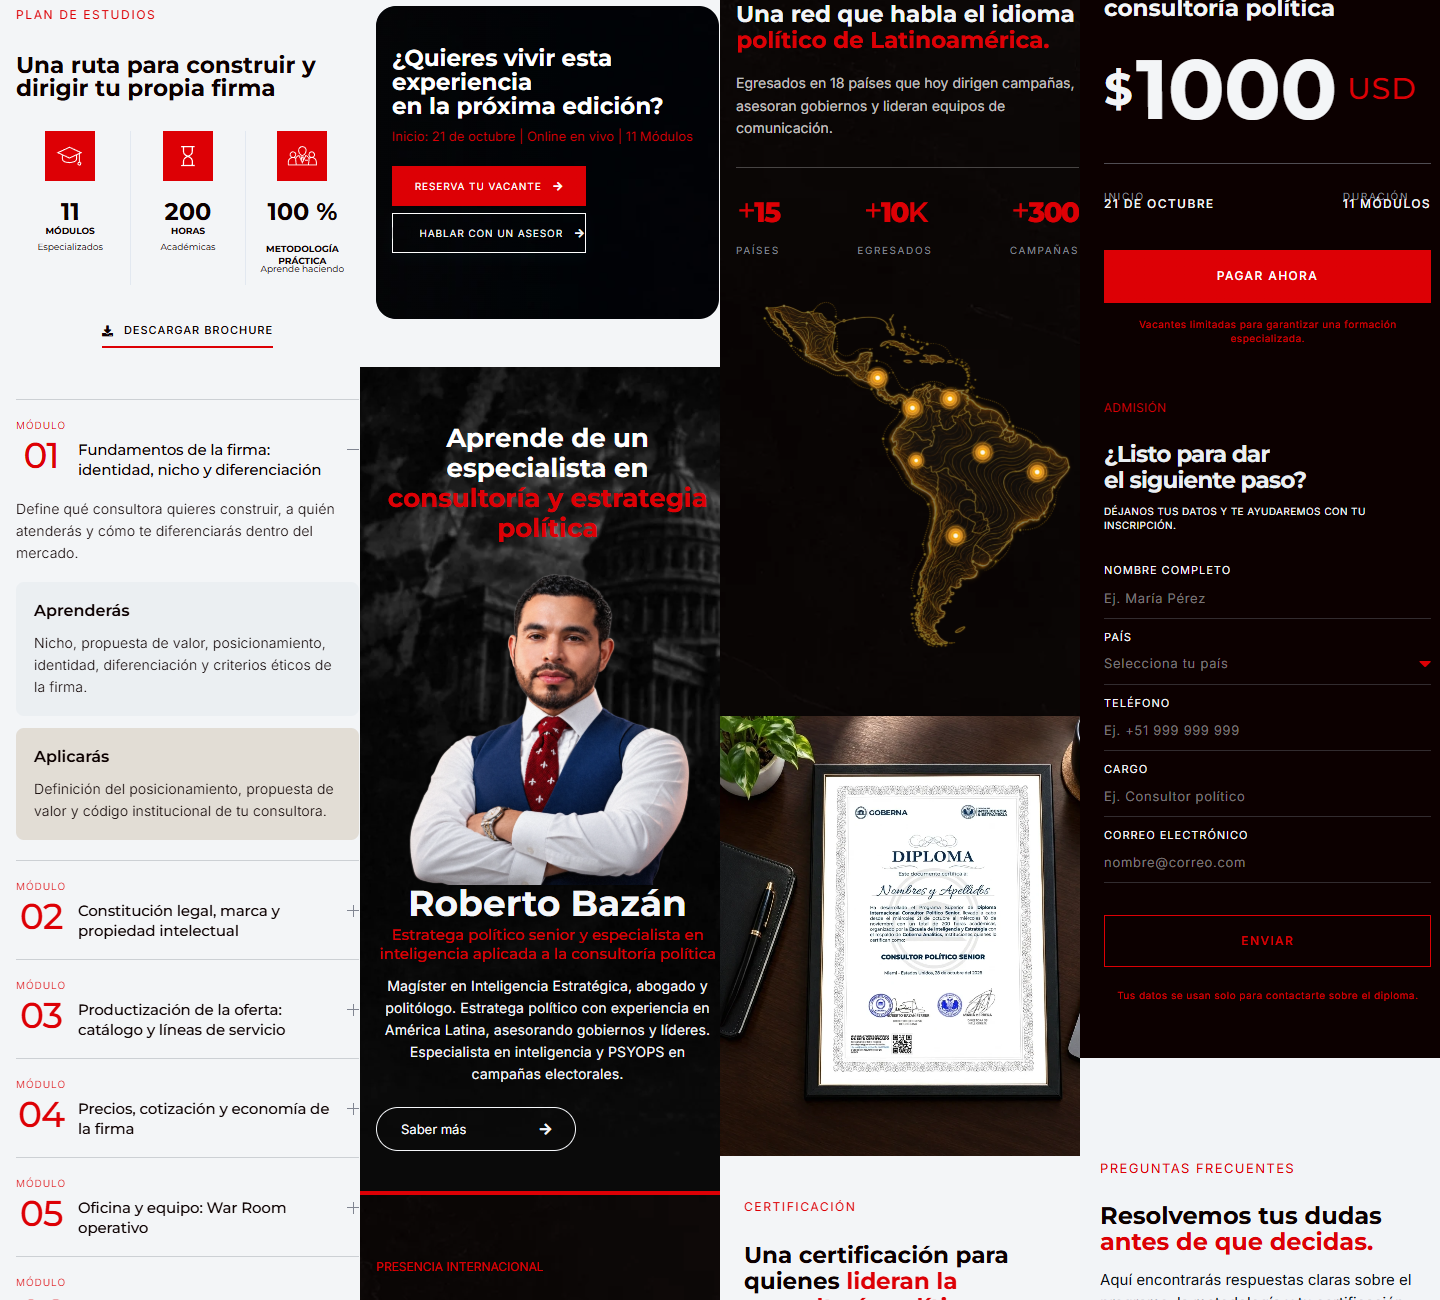 PLAN DE ESTUDIOS
Una ruta para construir y
dirigir tu propia firma
11
MÓDULOS
Especializados
200
HORAS
Académicas
100 %
METODOLOGÍA
PRÁCTICA
Aprende haciendo
DESCARGAR BROCHURE
MÓDULO
01
Fundamentos de la firma:
identidad, nicho y diferenciación
Define qué consultora quieres construir, a quién
atenderás y cómo te diferenciarás dentro del
mercado.
Aprenderás
Nicho, propuesta de valor, posicionamiento,
identidad, diferenciación y criterios éticos de
la firma.
Aplicarás
Definición del posicionamiento, propuesta de
valor y código institucional de tu consultora.
MÓDULO
02
Constitución legal, marca y
propiedad intelectual
MÓDULO
03
Productización de la oferta:
catálogo y líneas de servicio
MÓDULO
04
Precios, cotización y economía de
la firma
MÓDULO
05
Oficina y equipo: War Room
operativo
MÓDULO
¿Quieres vivir esta
experiencia
en la próxima edición?
Inicio: 21 de octubre | Online en vivo | 11 Módulos
RESERVA TU VACANTE
HABLAR CON UN ASESOR
Aprende de un
especialista en
consultoría y estrategia
política
Roberto Bazán
Estratega político senior y especialista en
inteligencia aplicada a la consultoría política
Magíster en Inteligencia Estratégica, abogado y
politólogo. Estratega político con experiencia en
América Latina, asesorando gobiernos y líderes.
Especialista en inteligencia y PSYOPS en
campañas electorales.
Saber más
PRESENCIA INTERNACIONAL
Una red que habla el idioma
político de Latinoamérica.
Egresados en 18 países que hoy dirigen campañas,
asesoran gobiernos y lideran equipos de
comunicación.
+15
PAÍSES
+10K
EGRESADOS
+300
CAMPAÑAS
GOBERNA
DIPLOMA
Este documento certifica a:
Nombres y Apellidos
CONSULTOR POLÍTICO SENIOR
CERTIFICACIÓN
Una certificación para
quienes lideran la
consultoría política
$1000 USD
INICIO
21 DE OCTUBRE
DURACIÓN
11 MÓDULOS
PAGAR AHORA
Vacantes limitadas para garantizar una formación
especializada.
ADMISIÓN
¿Listo para dar
el siguiente paso?
DÉJANOS TUS DATOS Y TE AYUDAREMOS CON TU
INSCRIPCIÓN.
NOMBRE COMPLETO
Ej. María Pérez
PAÍS
Selecciona tu país
TELÉFONO
Ej. +51 999 999 999
CARGO
Ej. Consultor político
CORREO ELECTRÓNICO
nombre@correo.com
ENVIAR
Tus datos se usan solo para contactarte sobre el diploma.
PREGUNTAS FRECUENTES
Resolvemos tus dudas
antes de que decidas.
Aquí encontrarás respuestas claras sobre el